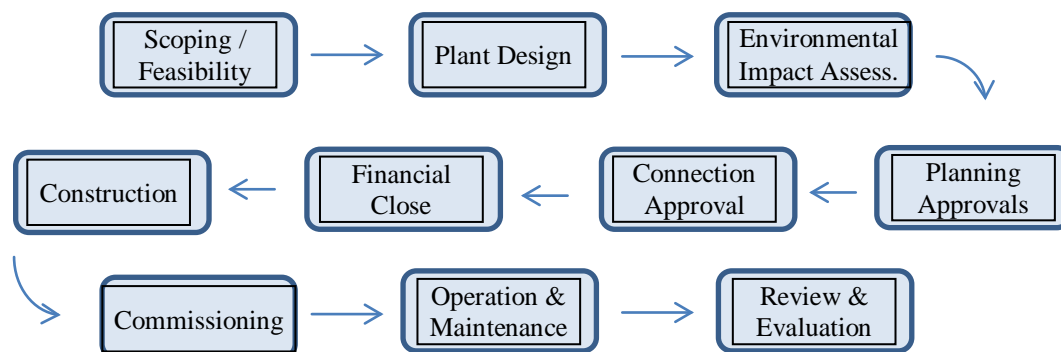 Scoping /
Feasibility
Plant Design
Environmental
Impact Assess.
Planning
Approvals
Connection
Approval
Financial
Close
Construction
Commissioning
Operation &
Maintenance
Review &
Evaluation